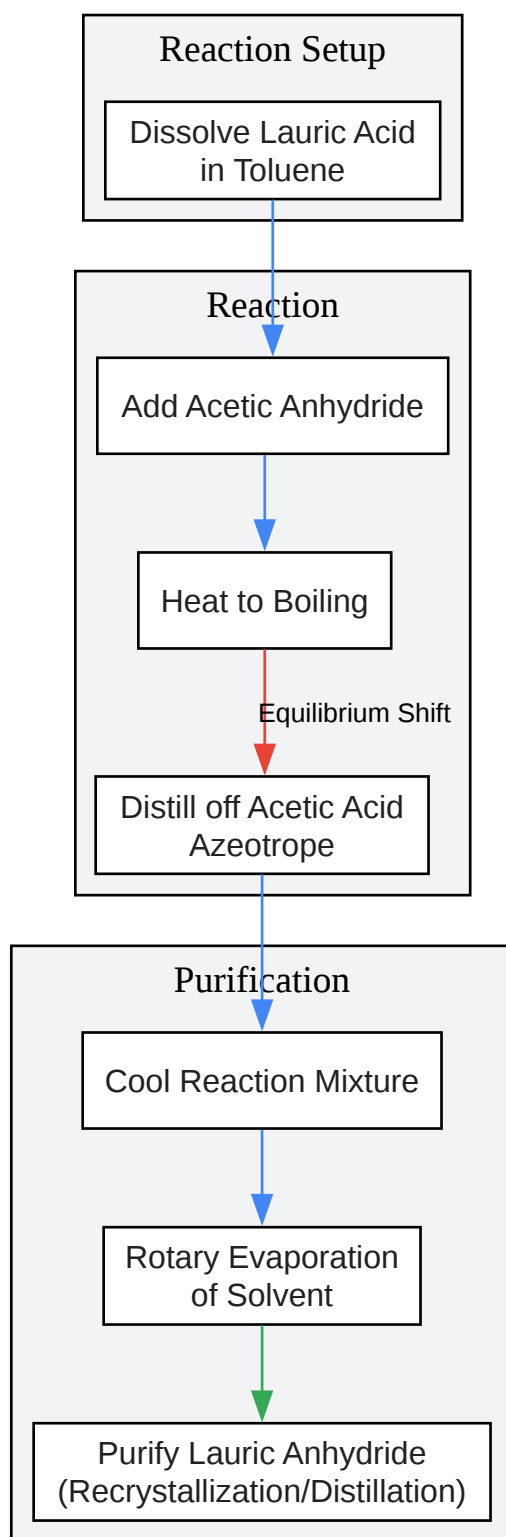 Reaction Setup
Dissolve Lauric Acid
in Toluene
Reaction
Add Acetic Anhydride
Heat to Boiling
Equilibrium Shift
Distill off Acetic Acid
Azeotrope
Purification
Cool Reaction Mixture
Rotary Evaporation
of Solvent
Purify Lauric Anhydride
(Recrystallization/Distillation)